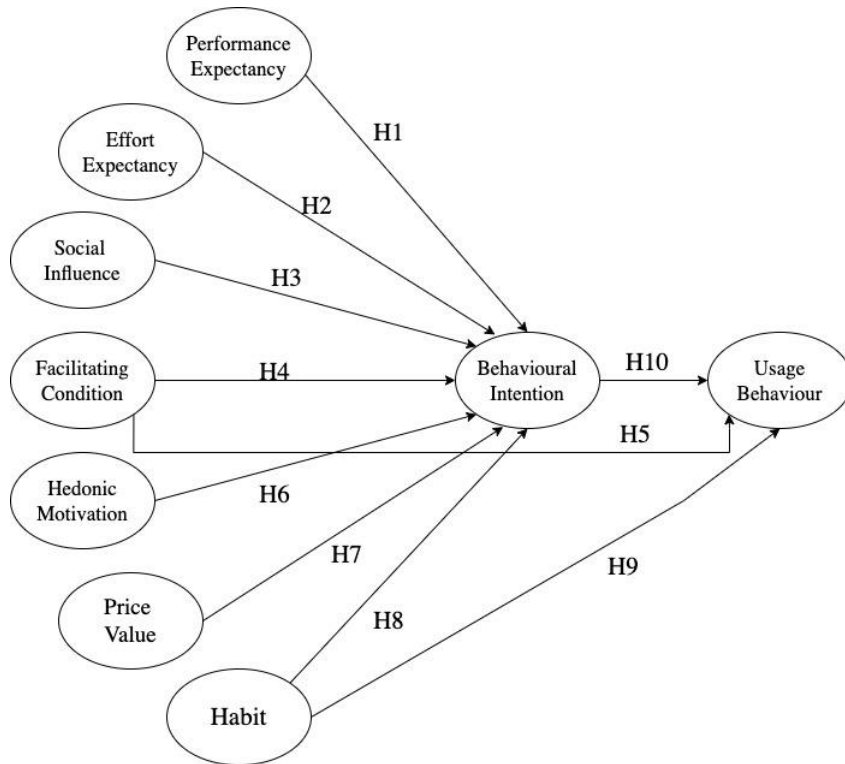 Performance
Expectancy
H1
Effort
Expectancy
H2
Social
Influence
H3
Facilitating
Condition
H4
Behavioural
Intention
H10
Usage
Behaviour
H5
Hedonic
Motivation
H6
H7
H9
Price
Value
H8
Habit